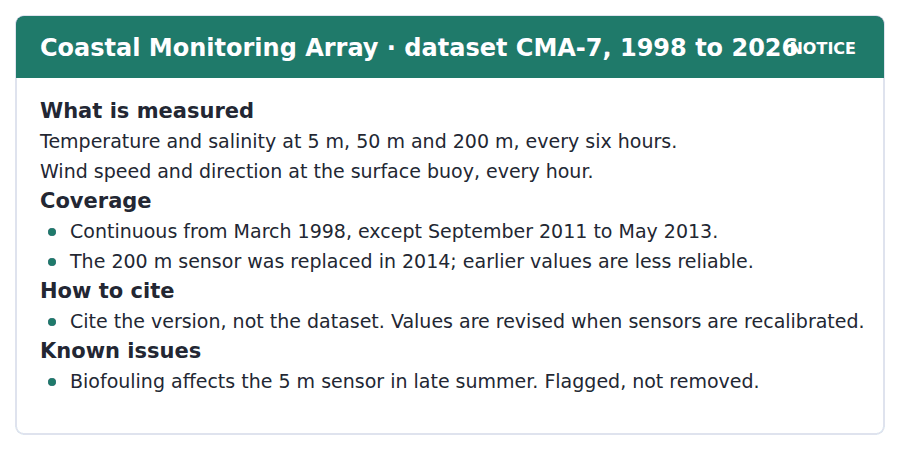 Coastal Monitoring Array · dataset CMA-7, 1998 to 2026
NOTICE
What is measured
Temperature and salinity at 5 m, 50 m and 200 m, every six hours.
Wind speed and direction at the surface buoy, every hour.
Coverage
Continuous from March 1998, except September 2011 to May 2013.
The 200 m sensor was replaced in 2014; earlier values are less reliable.
How to cite
Cite the version, not the dataset. Values are revised when sensors are recalibrated.
Known issues
Biofouling affects the 5 m sensor in late summer. Flagged, not removed.